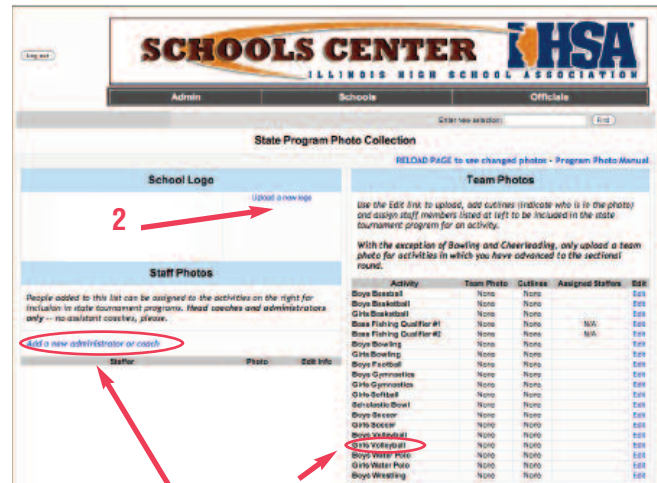 Log out
SCHOOLS CENTER
IHSA
ILLINOIS HIGH SCHOOL ASSOCIATION
Admin Schools Officials
Enter new selection: Find
State Program Photo Collection
RELOAD PAGE to see changed photos - Program Photo Manual
School Logo
Upload a new logo
2
Staff Photos
People added to this list can be assigned to the activities on the right for
inclusion in state tournament programs. Head coaches and administrators
only -- no assistant coaches, please.
Add a new administrator or coach
Staffer Photo Edit Info
Team Photos
Use the Edit link to upload, add cutlines (indicate who is in the photo)
and assign staff members listed at left to be included in the state
tournament program for an activity.
With the exception of Bowling and Cheerleading, only upload a team
photo for activities in which you have advanced to the sectional
round.
Activity Team Photo Cutlines Assigned Staffers Edit
Boys Baseball None None Edit
Boys Basketball None None Edit
Girls Basketball None None Edit
Bass Fishing Qualifier #1 None None N/A Edit
Bass Fishing Qualifier #2 None None N/A Edit
Boys Bowling None None Edit
Girls Bowling None None Edit
Boys Football None None Edit
Boys Gymnastics None None Edit
Girls Gymnastics None None Edit
Girls Softball None None Edit
Scholastic Bowl None None Edit
Boys Soccer None None Edit
Girls Soccer None None Edit
Boys Volleyball None None Edit
Girls Volleyball None None Edit
Boys Water Polo None None Edit
Girls Water Polo None None Edit
Boys Wrestling None None Edit